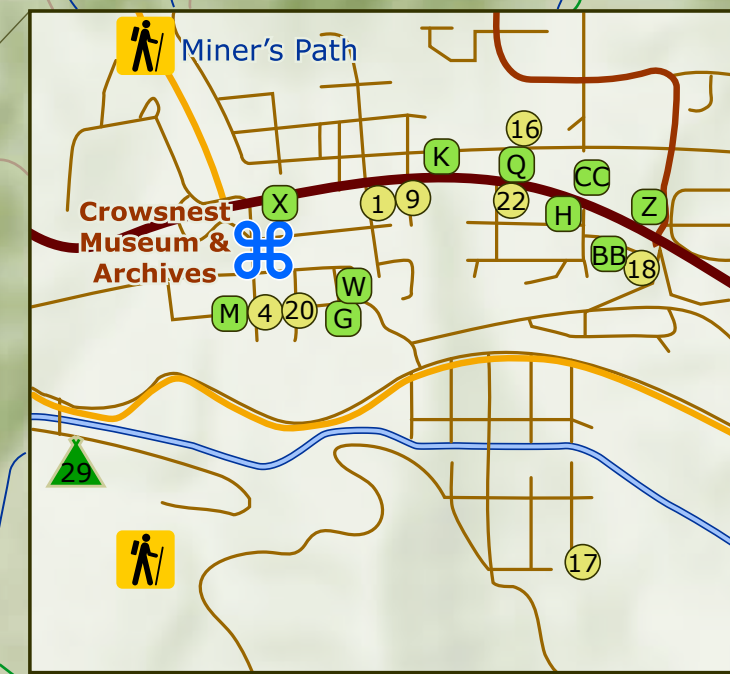 Miner's Path
16
K
Q
CC
X
1
9
22
H
Z
Crowsnest
Museum &
Archives
BB
18
W
M
4
20
G
29
17